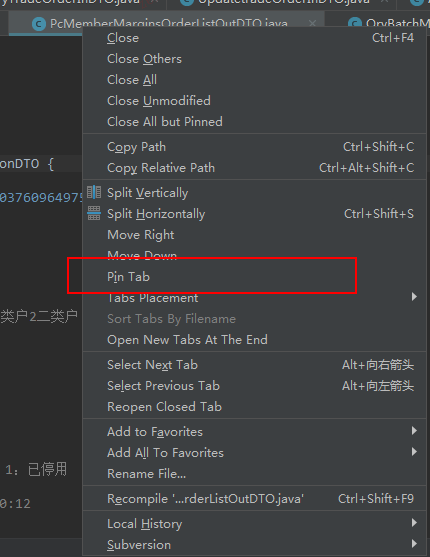 PcMemberMarginsOrderListOutDTO.java
QryBatchM
Close Ctrl+F4
Close Others
Close All
Close Unmodified
Close All but Pinned
onDTO {
Copy Path Ctrl+Shift+C
Copy Relative Path Ctrl+Alt+Shift+C
03760964975
Split Vertically
Split Horizontally Ctrl+Shift+S
Move Right
Move Down
Pin Tab
Tabs Placement
类户2二类户
Sort Tabs By Filename
Open New Tabs At The End
Select Next Tab Alt+向右箭头
Select Previous Tab Alt+向左箭头
Reopen Closed Tab
Add to Favorites
Add All To Favorites
1：已停用
Rename File...
0:12
Recompile '...rderListOutDTO.java' Ctrl+Shift+F9
Local History
Subversion